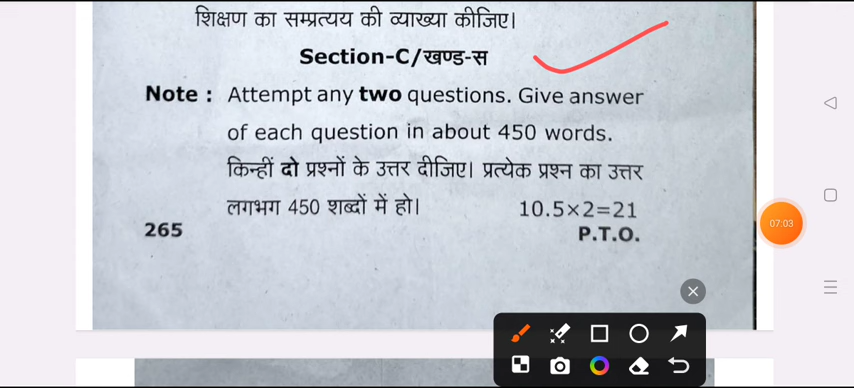 शिक्षण का सम्प्रत्यय की व्याख्या कीजिए।
Section-C/खण्ड-स
Note : Attempt any two questions. Give answer
of each question in about 450 words.
किन्हीं दो प्रश्नों के उत्तर दीजिए। प्रत्येक प्रश्न का उत्तर
लगभग 450 शब्दों में हो। 10.5×2=21
265
P.T.O.
07:03